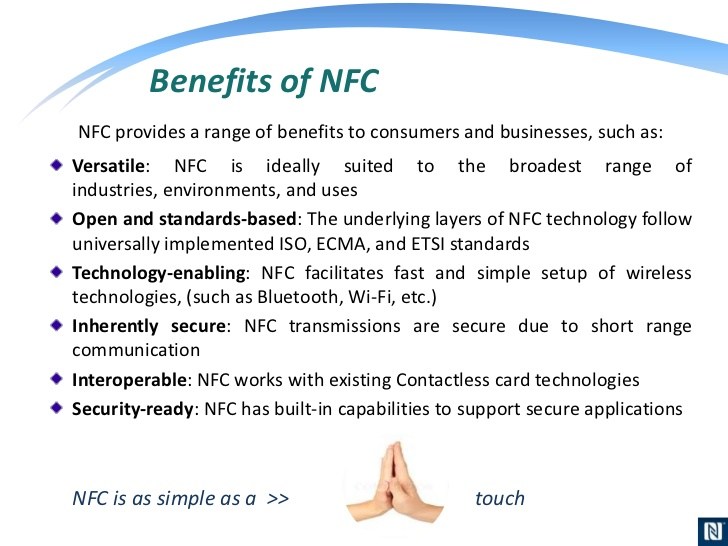 Benefits of NFC
NFC provides a range of benefits to consumers and businesses, such as:
Versatile: NFC is ideally suited to the broadest range of
industries, environments, and uses
Open and standards-based: The underlying layers of NFC technology follow
universally implemented ISO, ECMA, and ETSI standards
Technology-enabling: NFC facilitates fast and simple setup of wireless
technologies, (such as Bluetooth, Wi-Fi, etc.)
Inherently secure: NFC transmissions are secure due to short range
communication
Interoperable: NFC works with existing Contactless card technologies
Security-ready: NFC has built-in capabilities to support secure applications
NFC is as simple as a >> touch